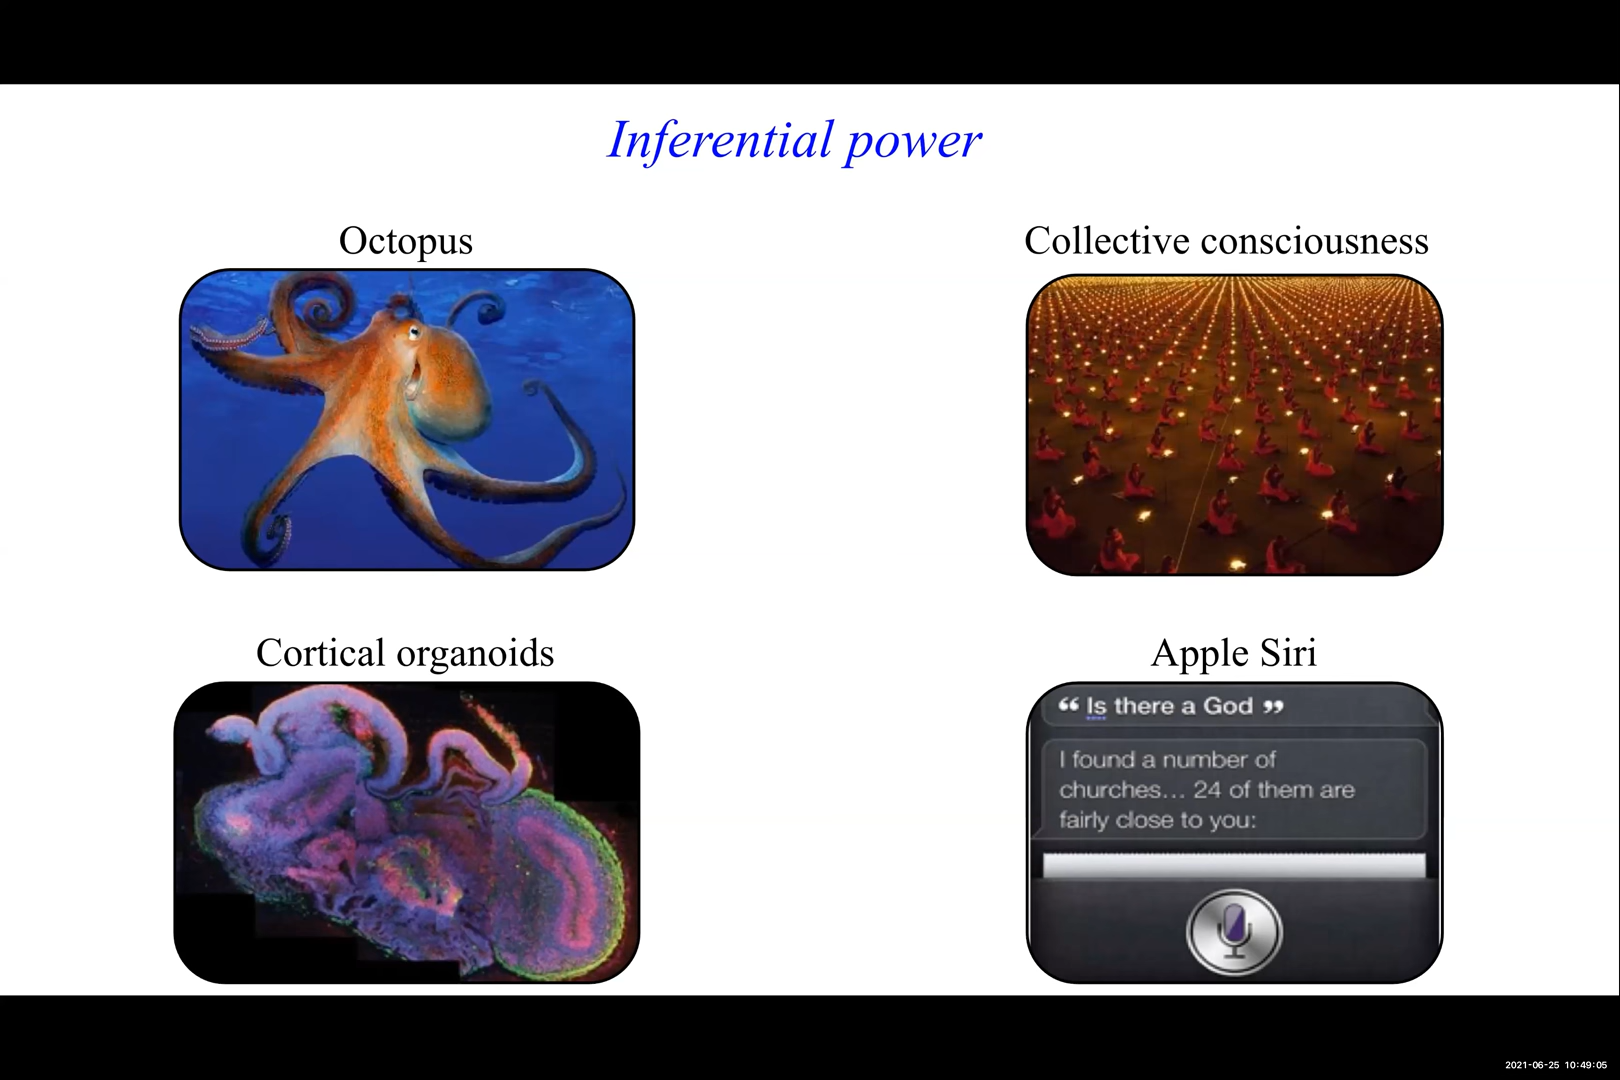 Inferential power
Octopus
Collective consciousness
Cortical organoids
Apple Siri
“ Is there a God ”
I found a number of
churches... 24 of them are
fairly close to you:
2021-06-25 10:49:05